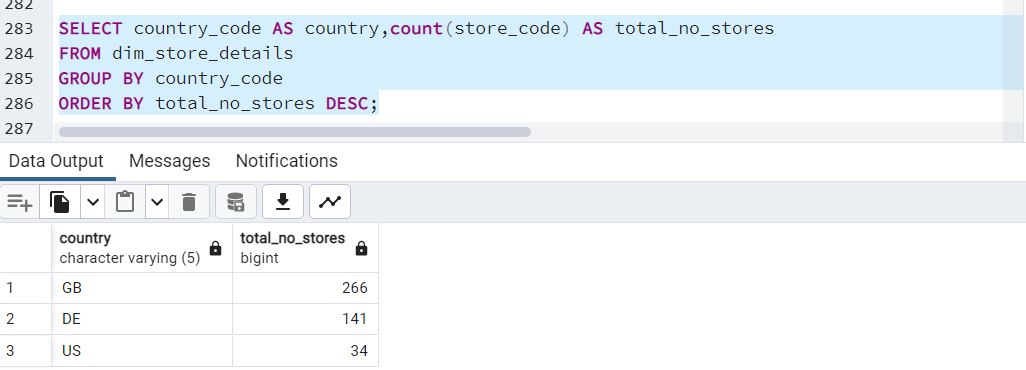 282
283 SELECT country_code AS country,count(store_code) AS total_no_stores
284 FROM dim_store_details
285 GROUP BY country_code
286 ORDER BY total_no_stores DESC;
287
Data Output Messages Notifications
country total_no_stores
character varying (5) bigint
1 GB 266
2 DE 141
3 US 34